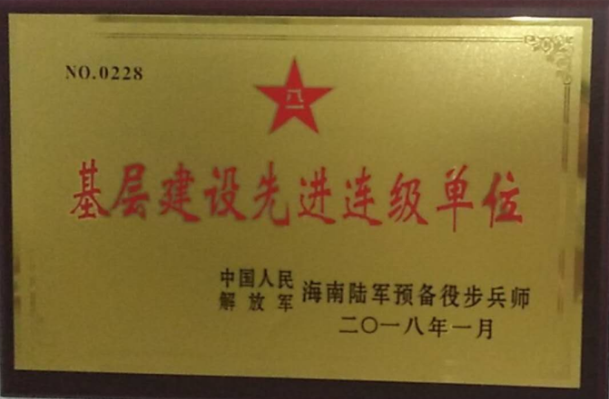 NO.0228
八一
基层建设先进连级单位
中国人民解放军 海南陆军预备役步兵师
二〇一八年一月